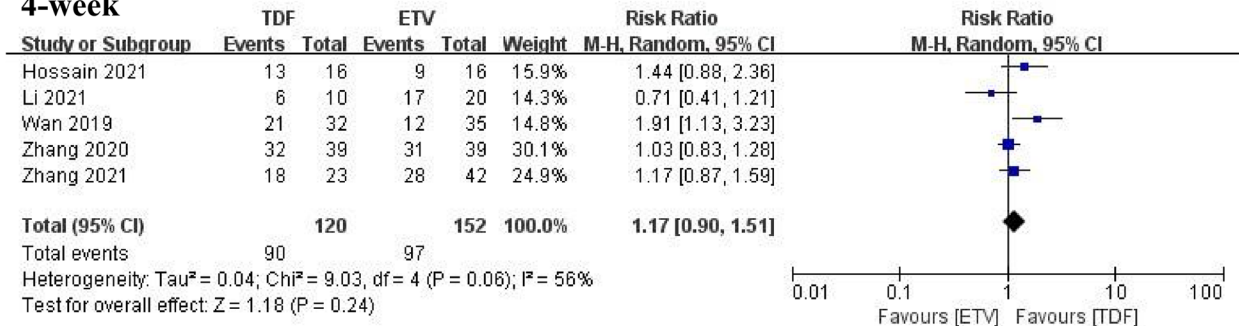 4-week
TDF ETV Risk Ratio Risk Ratio
Study or Subgroup Events Total Events Total Weight M-H, Random, 95% CI M-H, Random, 95% CI
Hossain 2021 13 16 9 16 15.9% 1.44 [0.88, 2.36]
Li 2021 6 10 17 20 14.3% 0.71 [0.41, 1.21]
Wan 2019 21 32 12 35 14.8% 1.91 [1.13, 3.23]
Zhang 2020 32 39 31 39 30.1% 1.03 [0.83, 1.28]
Zhang 2021 18 23 28 42 24.9% 1.17 [0.87, 1.59]
Total (95% CI) 120 152 100.0% 1.17 [0.90, 1.51]
Total events 90 97
Heterogeneity: Tau² = 0.04; Chi² = 9.03, df = 4 (P = 0.06); I² = 56%
Test for overall effect: Z = 1.18 (P = 0.24)
0.01 0.1 1 10 100
Favours [ETV] Favours [TDF]